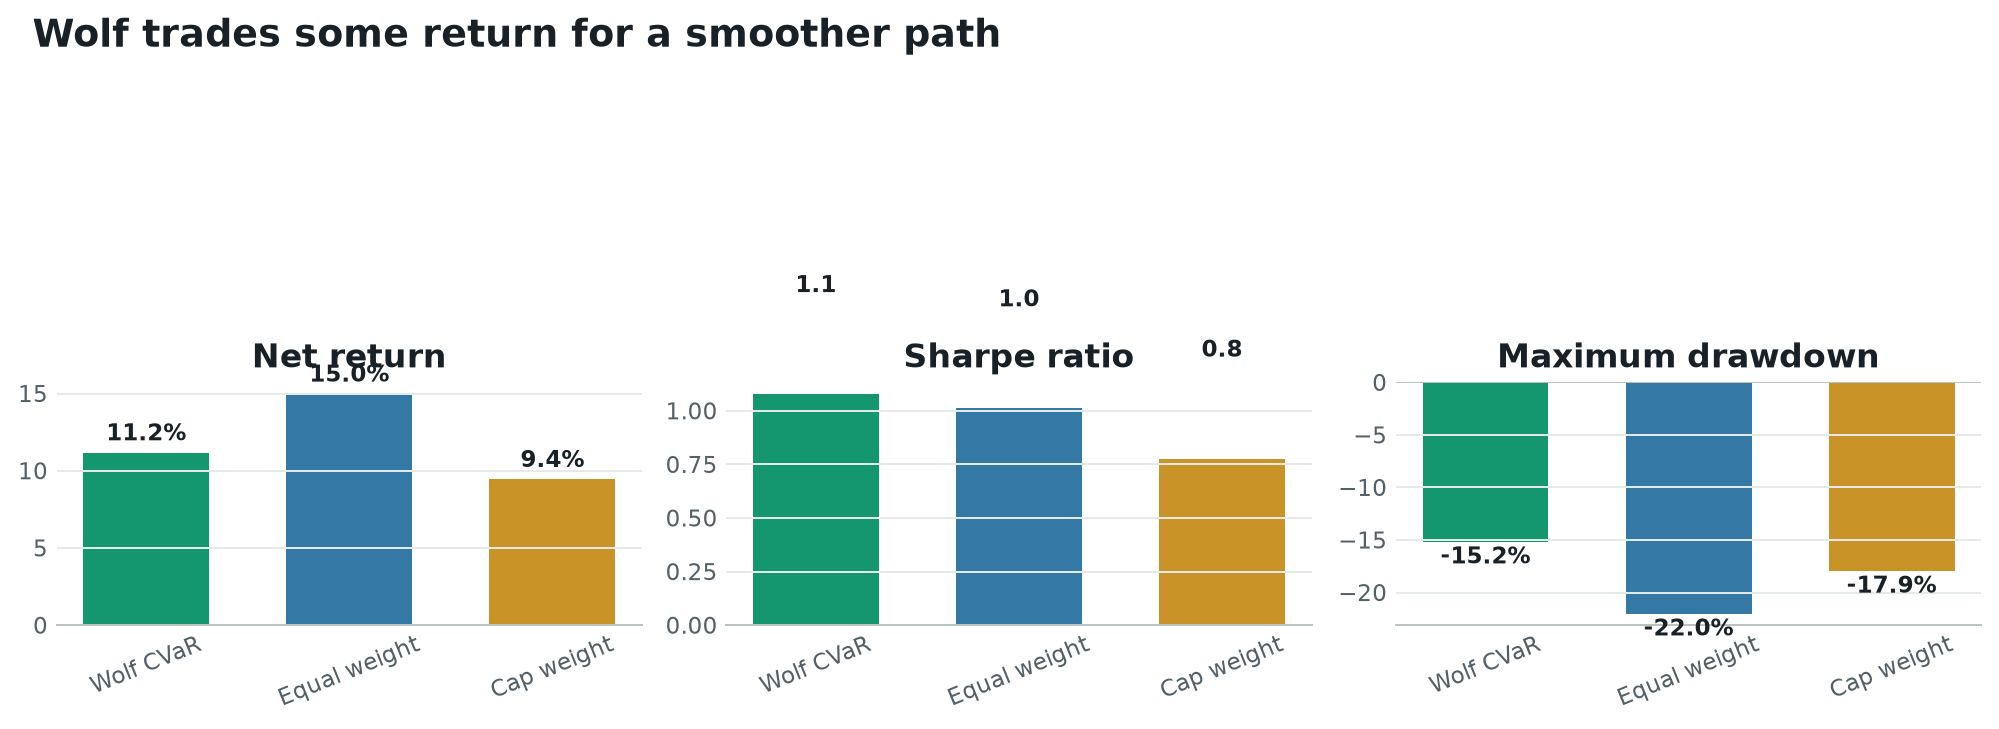 Wolf trades some return for a smoother path
Net return
15.0%
11.2%
9.4%
15
10
5
0
Wolf CVaR
Equal weight
Cap weight
1.1
1.0
0.8
Sharpe ratio
1.00
0.75
0.50
0.25
0.00
Wolf CVaR
Equal weight
Cap weight
Maximum drawdown
0
−5
−10
−15
−20
-15.2%
-22.0%
-17.9%
Wolf CVaR
Equal weight
Cap weight